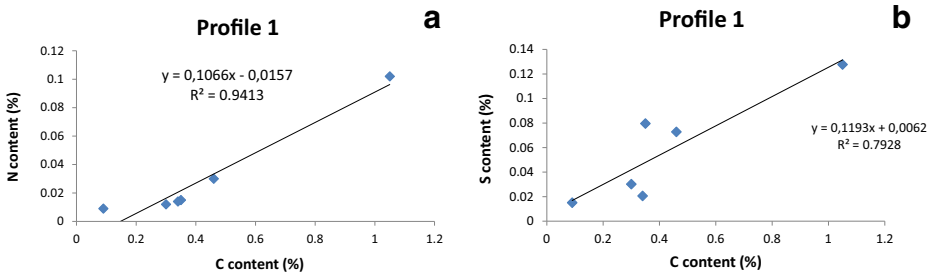 Profile 1
a
y = 0,1066x - 0,0157
R² = 0.9413
N content (%)
0.12
0.1
0.08
0.06
0.04
0.02
0
0 0.2 0.4 0.6 0.8 1 1.2
C content (%)
Profile 1
b
y = 0,1193x + 0,0062
R² = 0.7928
S content (%)
0.14
0.12
0.1
0.08
0.06
0.04
0.02
0
0 0.2 0.4 0.6 0.8 1 1.2
C content (%)